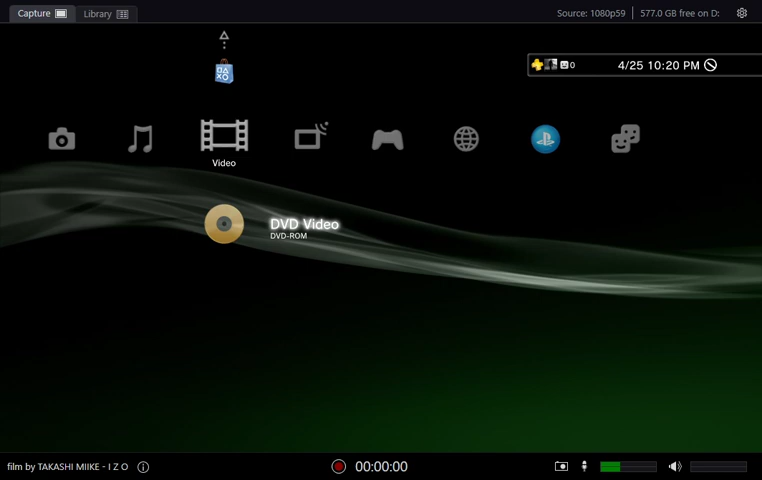 Capture Library Source: 1080p59 577.0 GB free on D:
0 4/25 10:20 PM
Video
DVD Video
DVD-ROM
film by TAKASHI MIIKE - I Z O 00:00:00